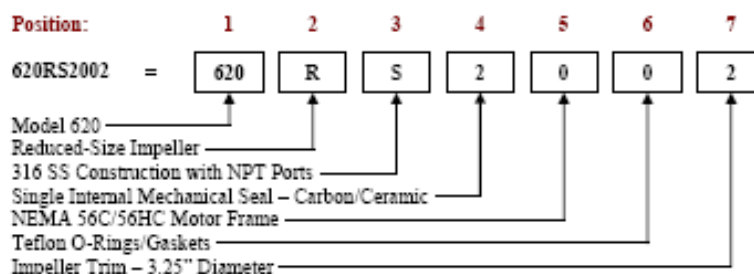 Position: 1 2 3 4 5 6 7
620RS2002 = 620 R S 2 0 0 2
Model 620
Reduced-Size Impeller
316 SS Construction with NPT Ports
Single Internal Mechanical Seal – Carbon/Ceramic
NEMA 56C/56HC Motor Frame
Teflon O-Rings/Gaskets
Impeller Trim – 3.25” Diameter